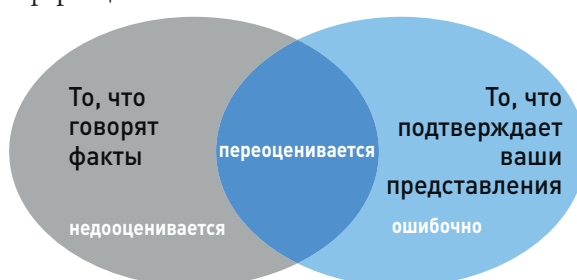 То, что
говорят
факты
недооценивается
переоценивается
То, что
подтверждает
ваши
представления
ошибочно